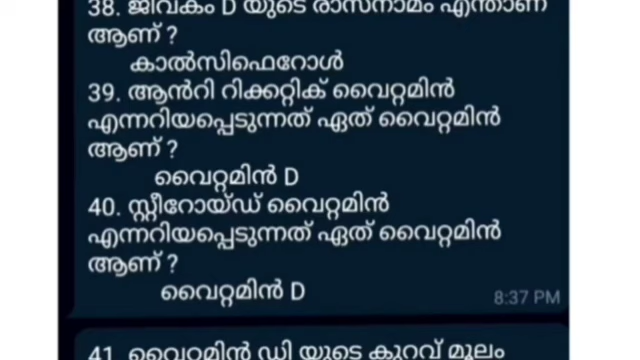 38. ജീവകം D യുടെ രാസനാമം എന്താണ്
ആണ് ?
കാൽസിഫെറോൾ
39. ആൻറി റിക്കറ്റിക് വൈറ്റമിൻ
എന്നറിയപ്പെടുന്നത് ഏത് വൈറ്റമിൻ
ആണ് ?
വൈറ്റമിൻ D
40. സ്റ്റീറോയ്ഡ് വൈറ്റമിൻ
എന്നറിയപ്പെടുന്നത് ഏത് വൈറ്റമിൻ
ആണ് ?
വൈറ്റമിൻ D
8:37 PM
41. വൈറ്റമിൻ ഡി യുടെ കുറവ് മൂലം